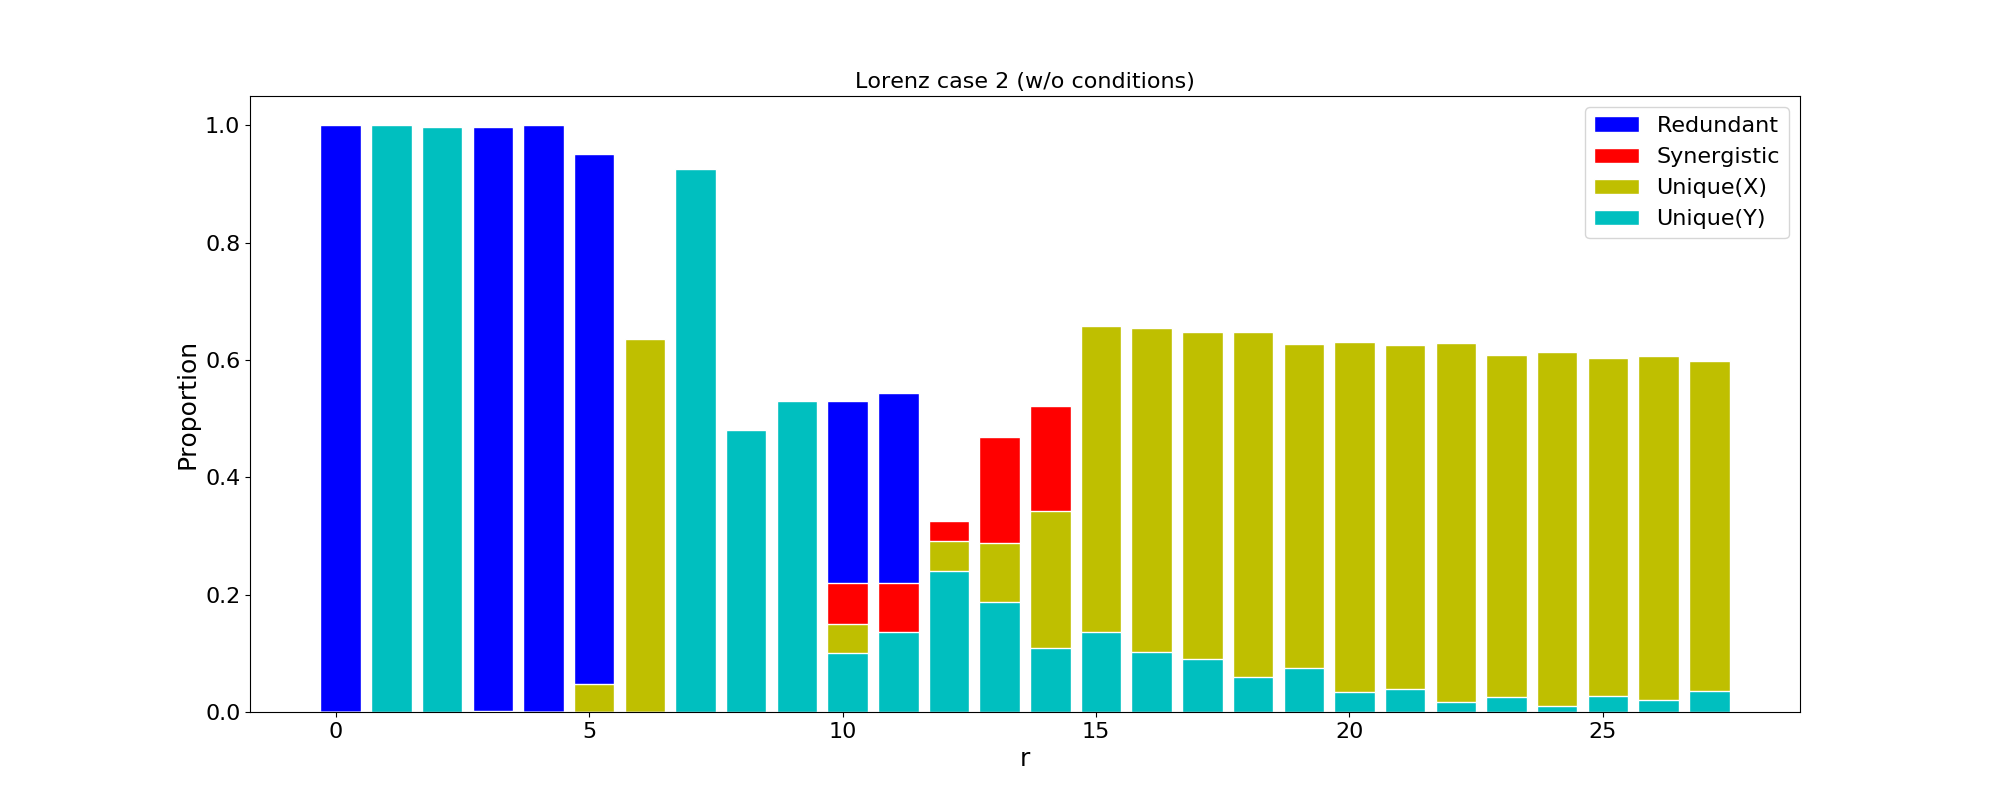 Lorenz case 2 (w/o conditions)
Redundant
Synergistic
Unique(X)
Unique(Y)
Proportion
1.0
0.8
0.6
0.4
0.2
0.0
0 5 10 15 20 25
r